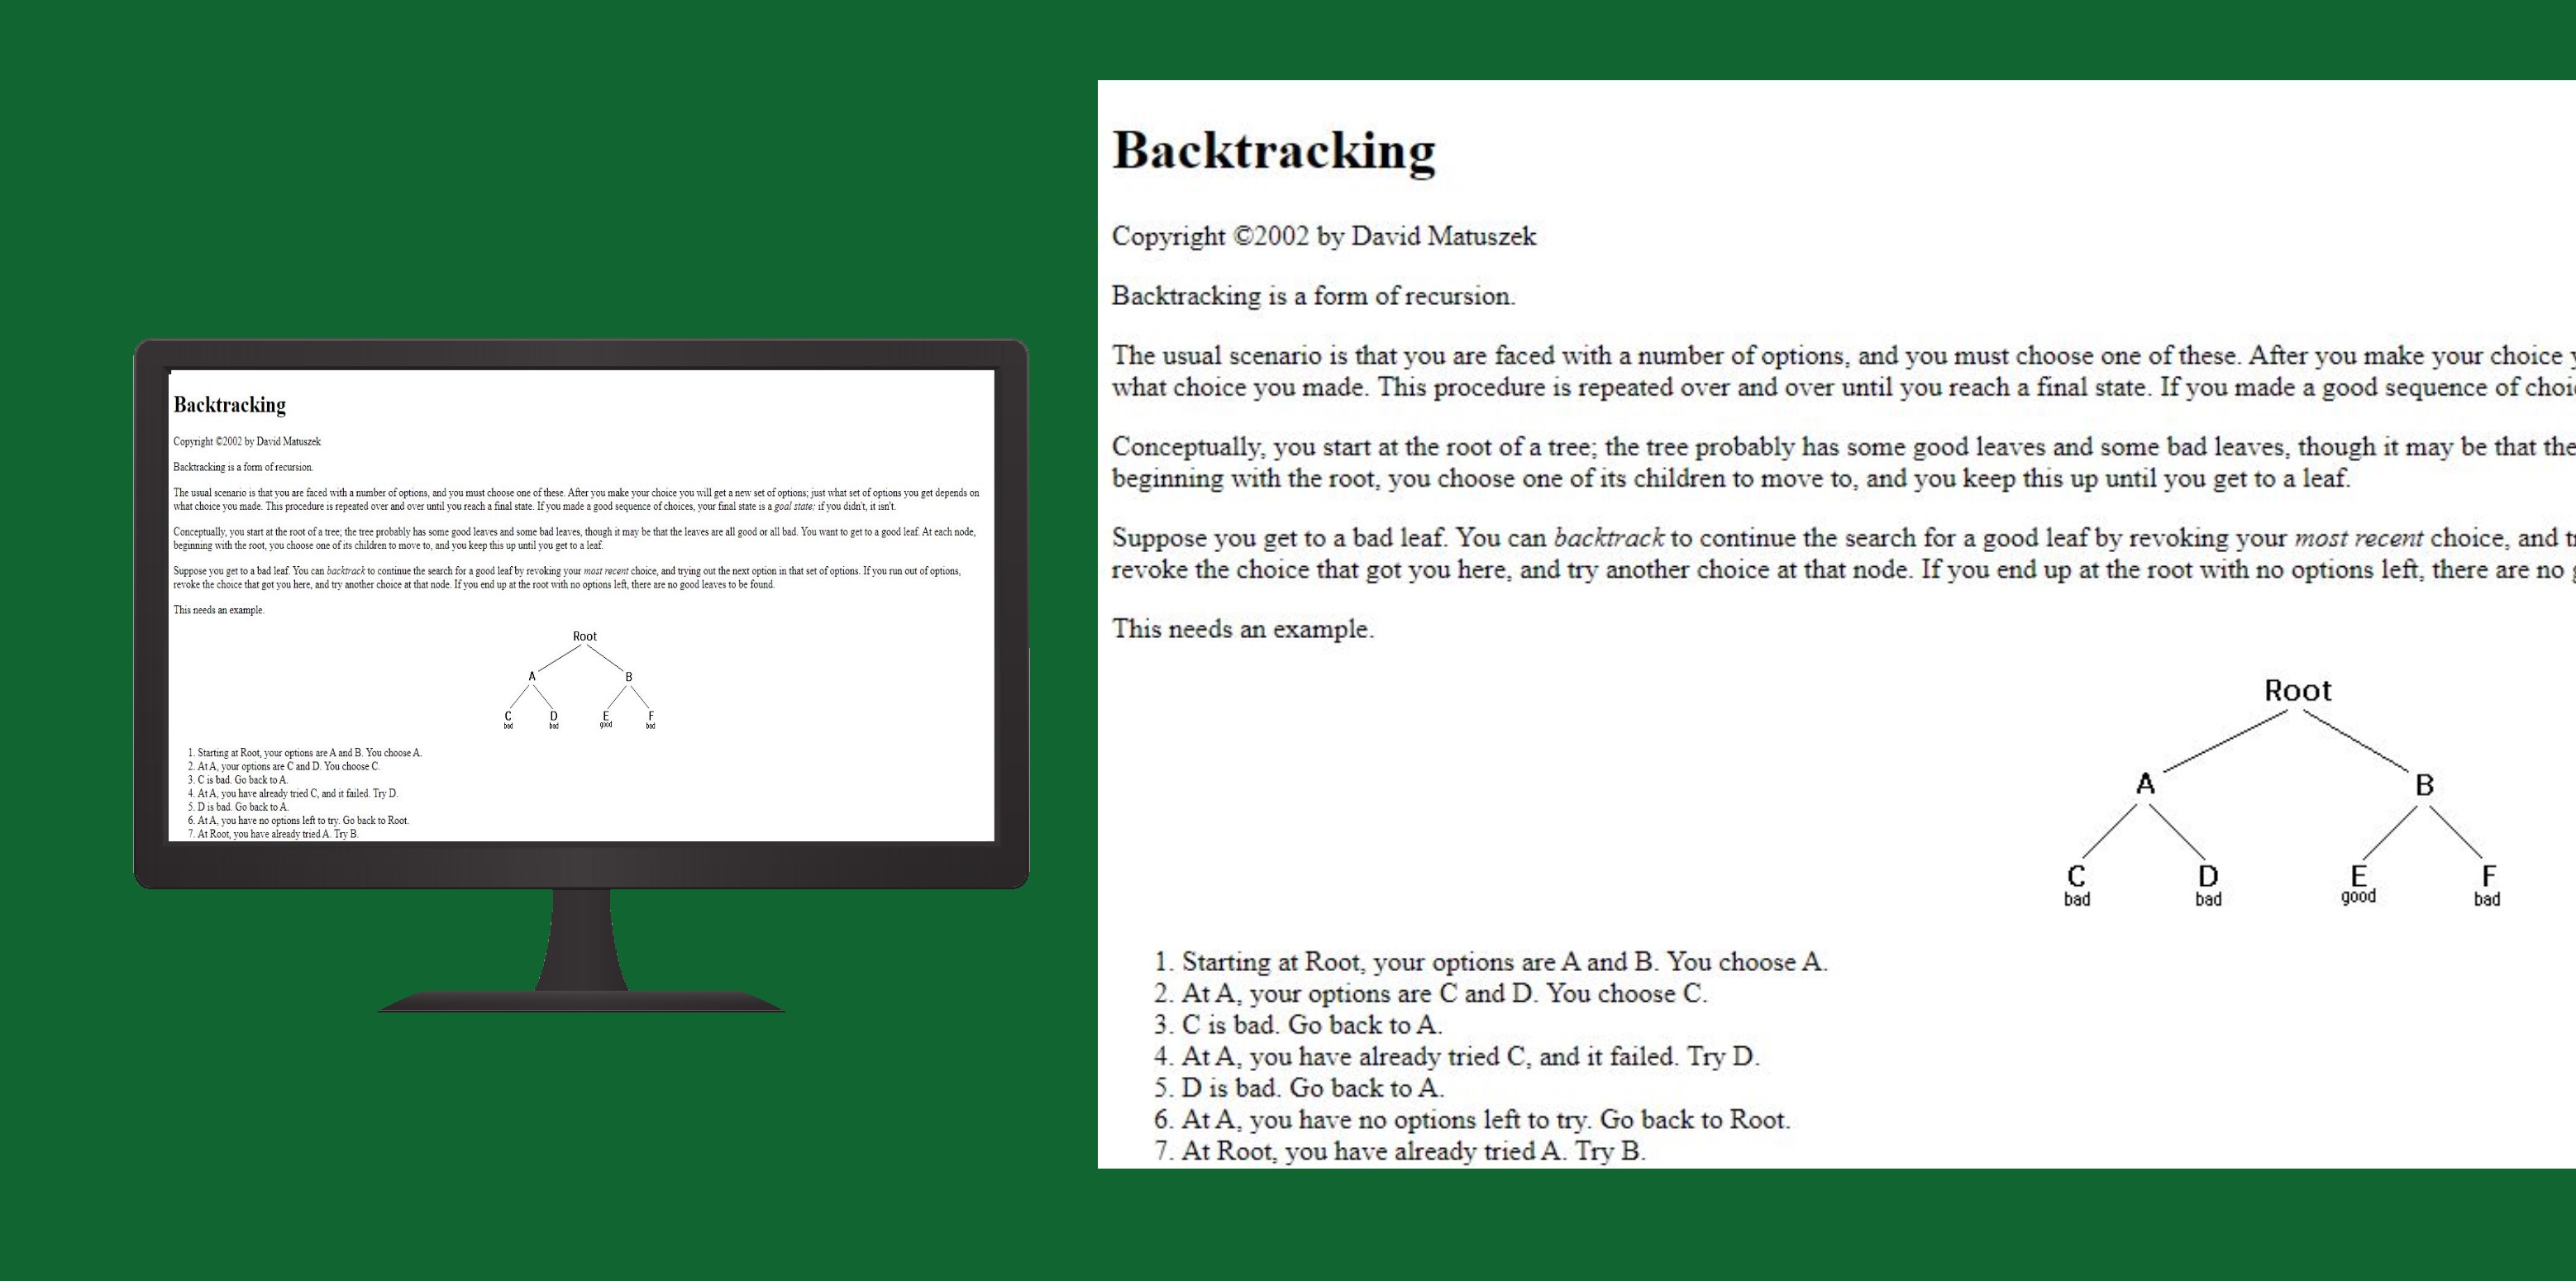 Backtracking
Copyright ©2002 by David Matuszek
Backtracking is a form of recursion.
The usual scenario is that you are faced with a number of options, and you must choose one of these. After you make your choice you will get a new set of options; just what set of options you get depends on
what choice you made. This procedure is repeated over and over until you reach a final state. If you made a good sequence of choices, your final state is a goal state; if you didn't, it isn't.
Conceptually, you start at the root of a tree; the tree probably has some good leaves and some bad leaves, though it may be that the leaves are all good or all bad. You want to get to a good leaf. At each node,
beginning with the root, you choose one of its children to move to, and you keep this up until you get to a leaf.
Suppose you get to a bad leaf. You can backtrack to continue the search for a good leaf by revoking your most recent choice, and trying out the next option in that set of options. If you run out of options,
revoke the choice that got you here, and try another choice at that node. If you end up at the root with no options left, there are no good leaves to be found.
This needs an example.
Root
A B
C D E F
bad bad good bad
1. Starting at Root, your options are A and B. You choose A.
2. At A, your options are C and D. You choose C.
3. C is bad. Go back to A.
4. At A, you have already tried C, and it failed. Try D.
5. D is bad. Go back to A.
6. At A, you have no options left to try. Go back to Root.
7. At Root, you have already tried A. Try B.
Backtracking
Copyright ©2002 by David Matuszek
Backtracking is a form of recursion.
The usual scenario is that you are faced with a number of options, and you must choose one of these. After you make your choice
what choice you made. This procedure is repeated over and over until you reach a final state. If you made a good sequence of
Conceptually, you start at the root of a tree; the tree probably has some good leaves and some bad leaves, though it may be that the
beginning with the root, you choose one of its children to move to, and you keep this up until you get to a leaf.
Suppose you get to a bad leaf. You can backtrack to continue the search for a good leaf by revoking your most recent choice, and
revoke the choice that got you here, and try another choice at that node. If you end up at the root with no options left, there are no
This needs an example.
Root
A B
C D E F
bad bad good bad
1. Starting at Root, your options are A and B. You choose A.
2. At A, your options are C and D. You choose C.
3. C is bad. Go back to A.
4. At A, you have already tried C, and it failed. Try D.
5. D is bad. Go back to A.
6. At A, you have no options left to try. Go back to Root.
7. At Root, you have already tried A. Try B.